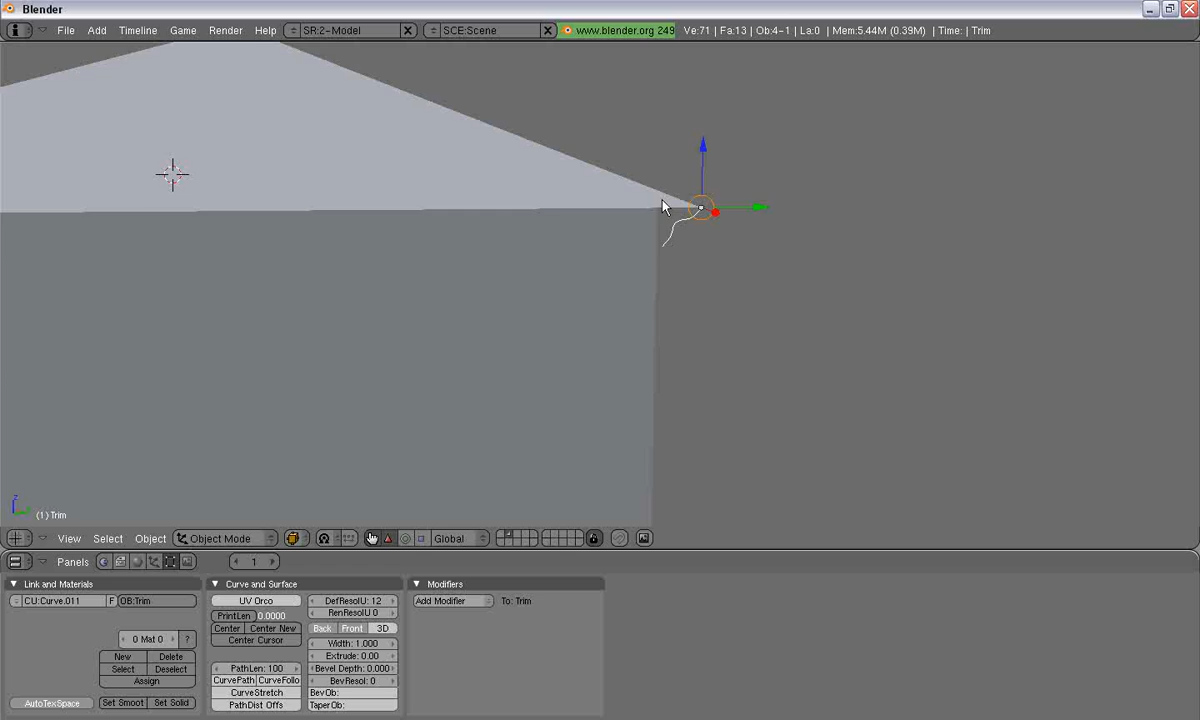 Blender
File Add Timeline Game Render Help SR:2-Model SCE:Scene www.blender.org 249 Ve:71 | Fa:13 | Ob:4-1 | La:0 | Mem:5.44M (0.39M) | Time: | Trim
z
(1) Trim
View Select Object Object Mode Global
Panels 1
Link and Materials
CU:Curve.011 F OB:Trim
0 Mat 0 ?
New Delete
Select Deselect
Assign
AutoTexSpace Set Smoot Set Solid
Curve and Surface
UV Orco
PrintLen 0.0000
Center Center New
Center Cursor
PathLen: 100
CurvePath CurveFollo
CurveStretch
PathDist Offs
DefResolU: 12
RenResolU 0
Back Front 3D
Width: 1.000
Extrude: 0.00
Bevel Depth: 0.000
BevResol: 0
BevOb:
TaperOb:
Modifiers
Add Modifier To: Trim